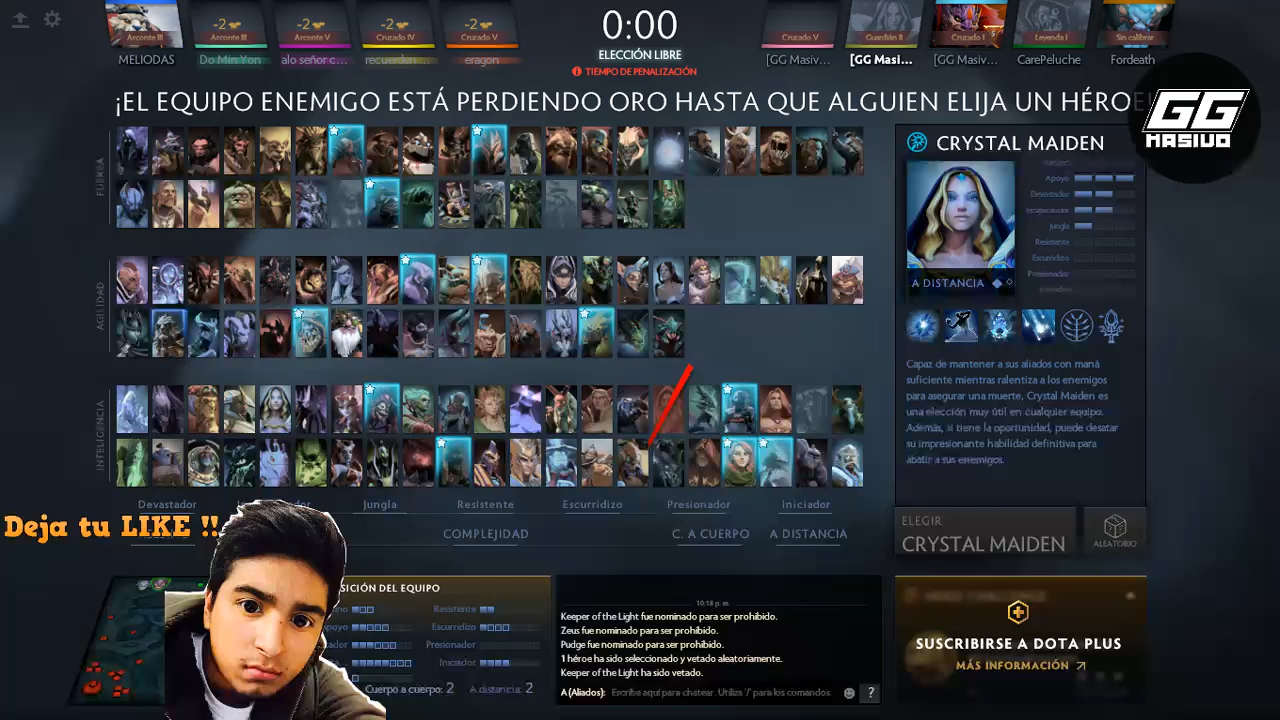 Arconte III
MELIODAS
-2
Arconte III
Do Min Yon
-2
Arconte V
alo señor c...
-2
Cruzado IV
recuerden...
-2
Cruzado V
eragon
0:00
ELECCIÓN LIBRE
TIEMPO DE PENALIZACIÓN
Cruzado V
[GG Masiv...
Guardián II
[GG Masi...
Cruzado I
[GG Masiv...
Leyenda I
CarePeluche
Sin calibrar
Fordeath
¡EL EQUIPO ENEMIGO ESTÁ PERDIENDO ORO HASTA QUE ALGUIEN ELIJA UN HÉROE!
GG
MASIVO
FUERZA
AGILIDAD
INTELIGENCIA
CRYSTAL MAIDEN
Apoyo
Devastador
Incapacitador
Jungla
Resistente
Escurridizo
Presionador
A DISTANCIA
Capaz de mantener a sus aliados con maná
suficiente mientras ralentiza a los enemigos
para asegurar una muerte, Crystal Maiden es
una elección muy útil en cualquier equipo.
Además, si tiene la oportunidad, puede desatar
su impresionante habilidad definitiva para
abatir a sus enemigos.
ELEGIR
CRYSTAL MAIDEN
ALEATORIO
Devastador
Jungla
Resistente
Escurridizo
Presionador
Iniciador
COMPLEJIDAD
C. A CUERPO
A DISTANCIA
Deja tu LIKE !!
SICIÓN DEL EQUIPO
Resistente
Escurridizo
Presionador
Iniciador
Cuerpo a cuerpo: 2
A distancia: 2
10:18 p. m.
Keeper of the Light fue nominado para ser prohibido.
Zeus fue nominado para ser prohibido.
Pudge fue nominado para ser prohibido.
1 héroe ha sido seleccionado y vetado aleatoriamente.
Keeper of the Light ha sido vetado.
A (Aliados): Escribe aquí para chatear. Utiliza '/' para los comandos.
?
SUSCRIBIRSE A DOTA PLUS
MÁS INFORMACIÓN